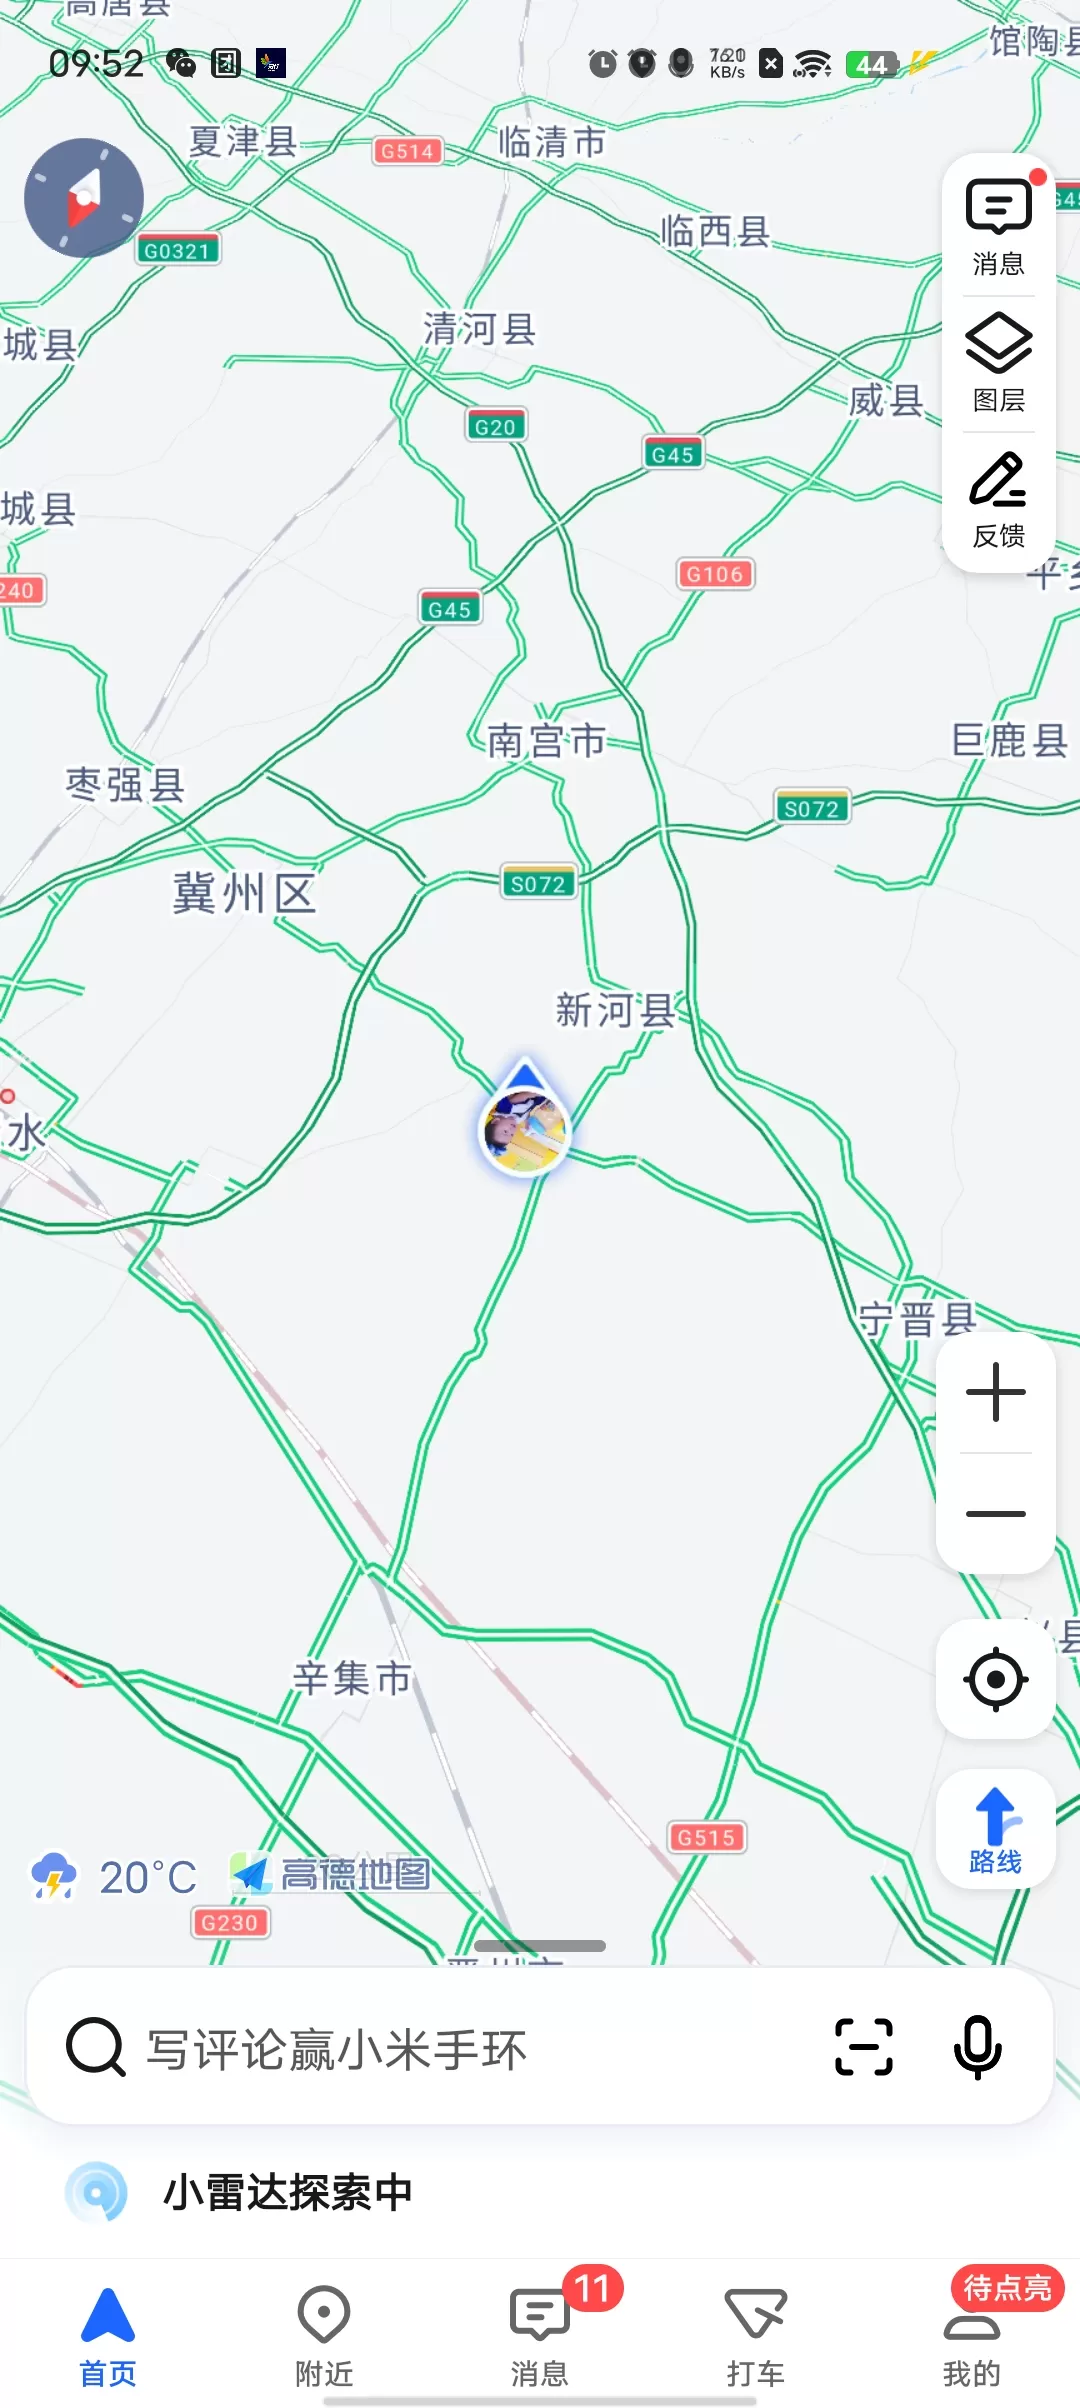 高唐县
09:52
KB/s
44
馆陶县
夏津县
G514
临清市
G0321
临西县
消息
城县
清河县
图层
威县
G20
G45
城县
反馈
G106
240
G45
南宫市
巨鹿县
枣强县
S072
S072
冀州区
新河县
水
宁晋县
辛集市
G515
路线
20°C
高德地图
G230
写评论赢小米手环
小雷达探索中
11
待点亮
首页
附近
消息
打车
我的